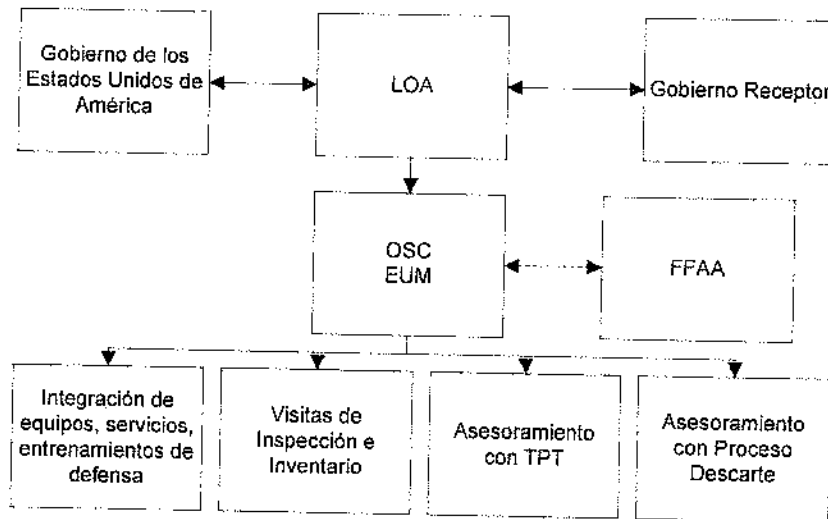 Gobierno de los
Estados Unidos de
América
LOA
Gobierno Receptor
OSC
EUM
FFAA
Integración de
equipos, servicios,
entrenamientos de
defensa
Visitas de
Inspección e
Inventario
Asesoramiento
con TPT
Asesoramiento
con Proceso
Descarte